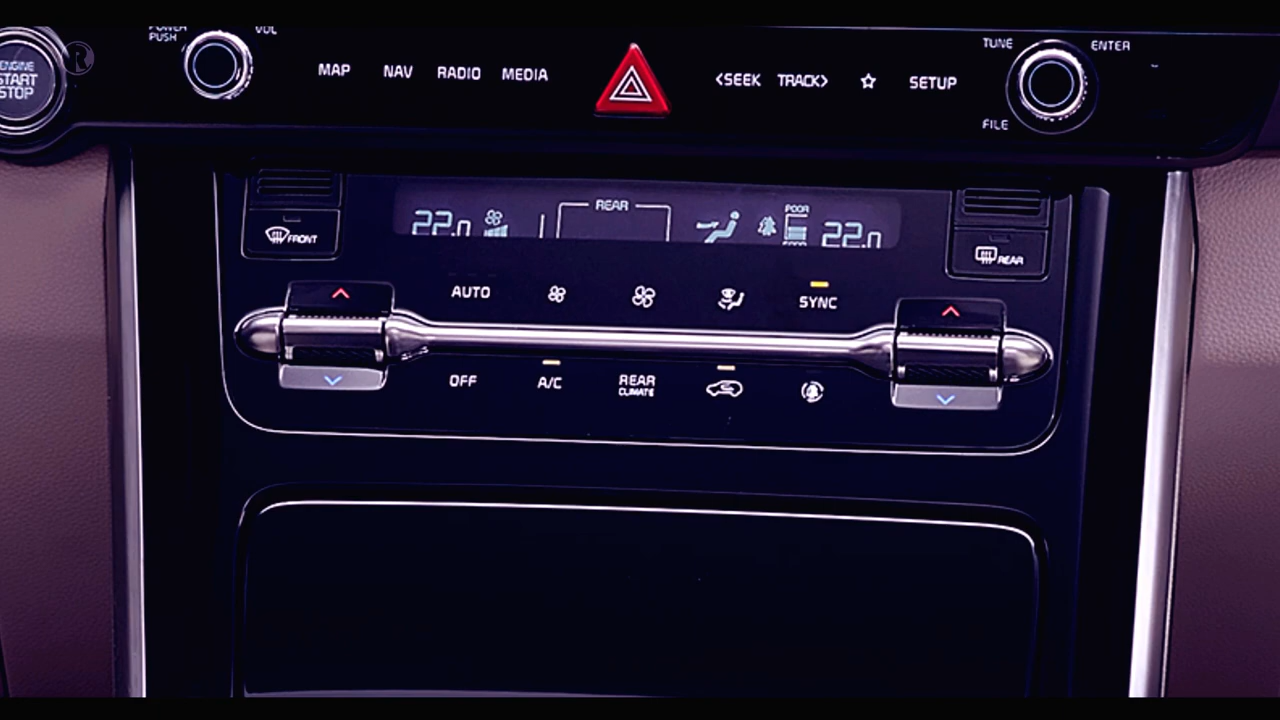 POWER
PUSH
VOL
ENGINE
START
STOP
R
MAP NAV RADIO MEDIA
<SEEK TRACK> ☆ SETUP
TUNE
ENTER
FILE
FRONT
22.0
REAR
POOR
22.0
REAR
AUTO
SYNC
OFF A/C REAR
CLIMATE